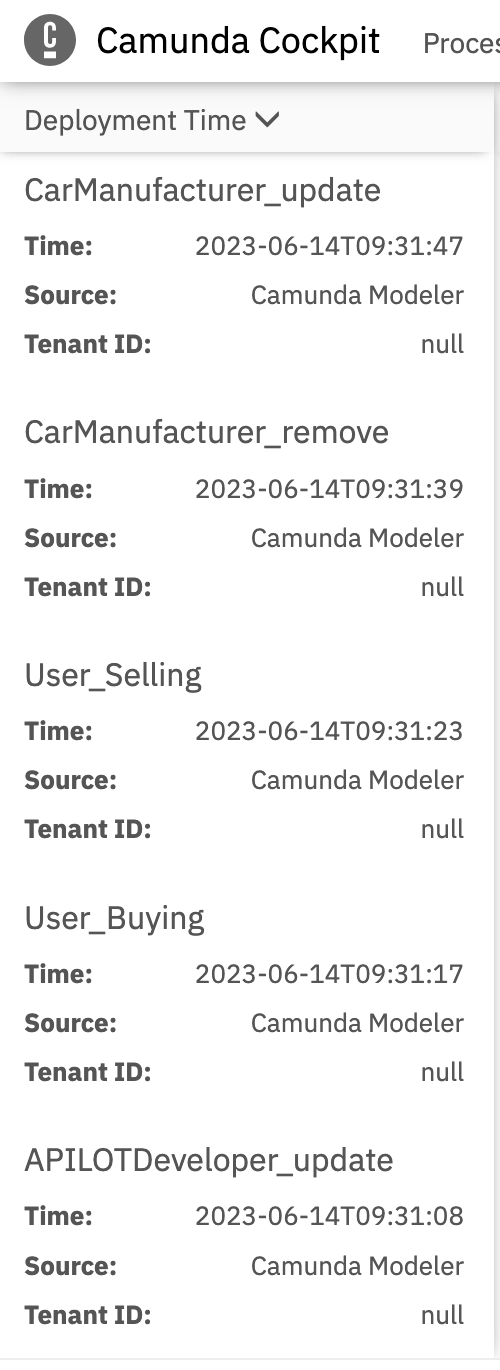 Camunda Cockpit Proces
Deployment Time
CarManufacturer_update
Time: 2023-06-14T09:31:47
Source: Camunda Modeler
Tenant ID: null
CarManufacturer_remove
Time: 2023-06-14T09:31:39
Source: Camunda Modeler
Tenant ID: null
User_Selling
Time: 2023-06-14T09:31:23
Source: Camunda Modeler
Tenant ID: null
User_Buying
Time: 2023-06-14T09:31:17
Source: Camunda Modeler
Tenant ID: null
APILOTDeveloper_update
Time: 2023-06-14T09:31:08
Source: Camunda Modeler
Tenant ID: null